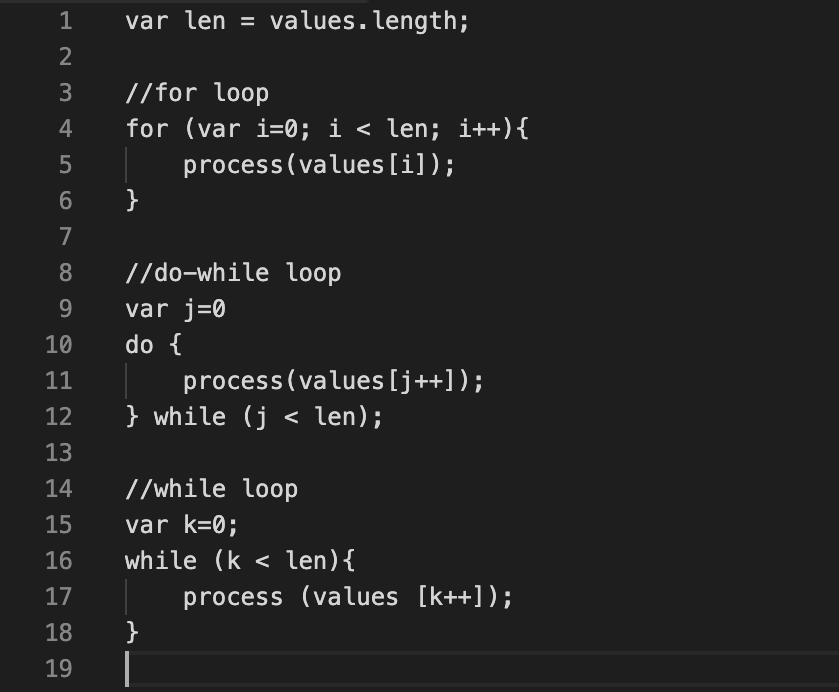 1 var len = values.length;
2
3 //for loop
4 for (var i=0; i < len; i++){
5     process(values[i]);
6 }
7
8 //do-while loop
9 var j=0
10 do {
11     process(values[j++]);
12 } while (j < len);
13
14 //while loop
15 var k=0;
16 while (k < len){
17     process (values [k++]);
18 }
19